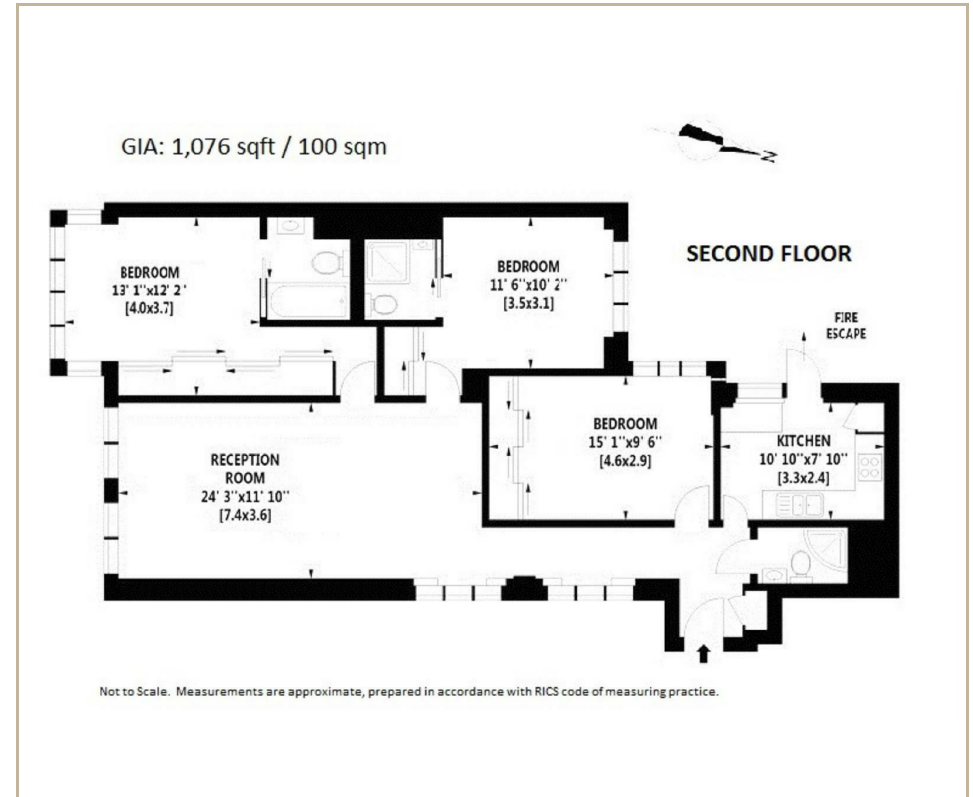 GIA: 1,076 sqft / 100 sqm
N
SECOND FLOOR
BEDROOM
13' 1"x12' 2'
[4.0x3.7]
BEDROOM
11' 6"x10' 2"
[3.5x3.1]
FIRE
ESCAPE
BEDROOM
15' 1"x9' 6"
[4.6x2.9]
KITCHEN
10' 10"x7' 10"
[3.3x2.4]
RECEPTION
ROOM
24' 3"x11' 10"
[7.4x3.6]
Not to Scale. Measurements are approximate, prepared in accordance with RICS code of measuring practice.